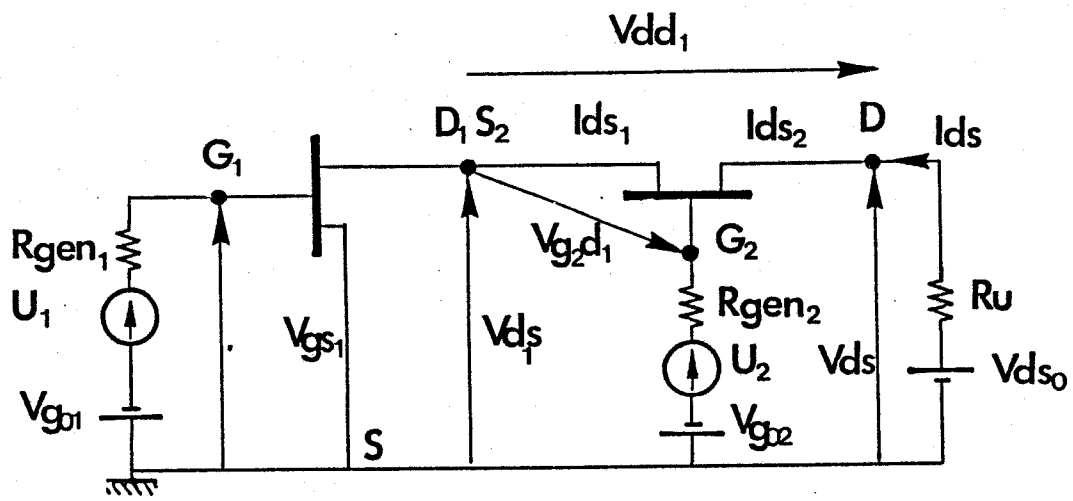 Vdd₁
D₁ S₂
Ids₁
Ids₂
D
Ids
G₁
Rgen₁
U₁
Vg₀₁
Vgs₁
S
Vds₁
Vg₂d₁
G₂
Rgen₂
U₂
Vg₀₂
Vds
Ru
Vds₀